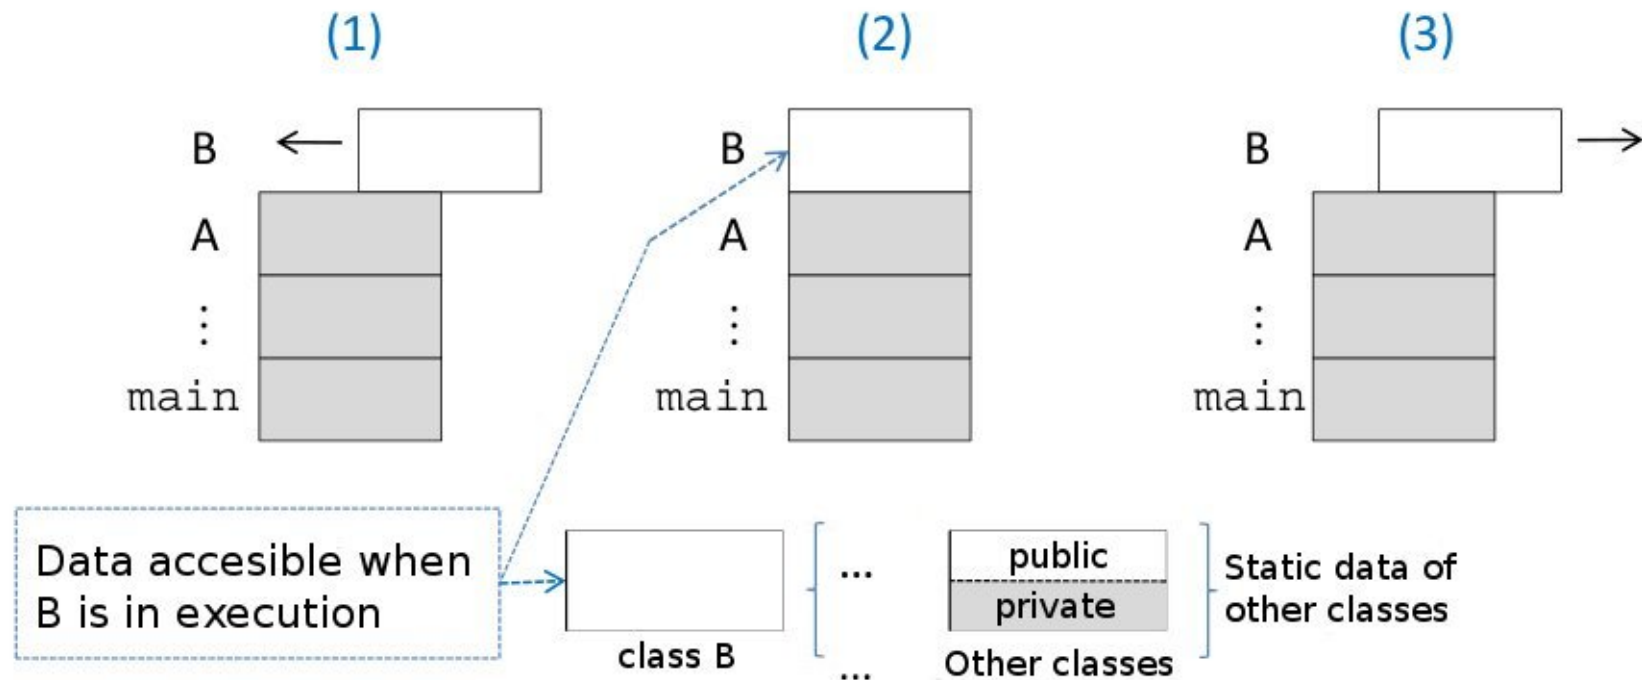 (1) (2) (3)
B B B
A A A
⋮ ⋮ ⋮
main main main
Data accesible when
B is in execution
class B
...
...
public
private
Other classes
Static data of
other classes